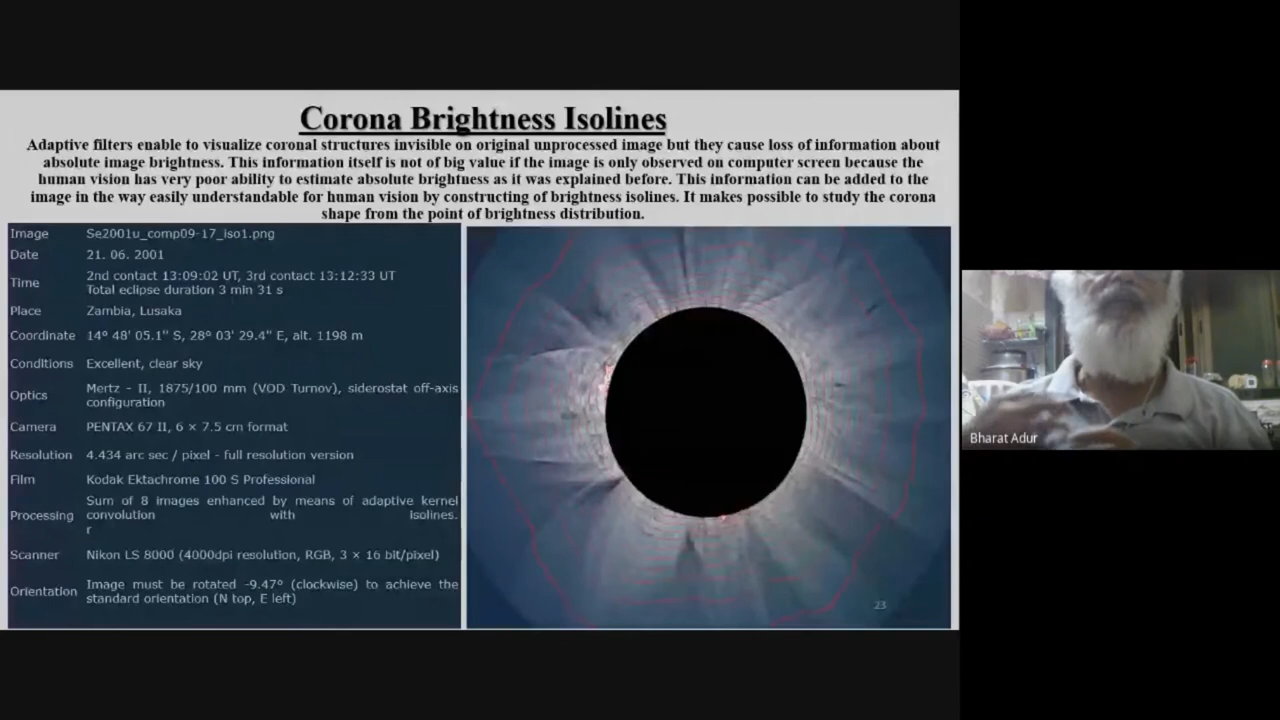 Corona Brightness Isolines
Adaptive filters enable to visualize coronal structures invisible on original unprocessed image but they cause loss of information about
absolute image brightness. This information itself is not of big value if the image is only observed on computer screen because the
human vision has very poor ability to estimate absolute brightness as it was explained before. This information can be added to the
image in the way easily understandable for human vision by constructing of brightness isolines. It makes possible to study the corona
shape from the point of brightness distribution.
Image Se2001u_comp09-17_iso1.png
Date 21. 06. 2001
Time 2nd contact 13:09:02 UT, 3rd contact 13:12:33 UT
Total eclipse duration 3 min 31 s
Place Zambia, Lusaka
Coordinate 14° 48' 05.1" S, 28° 03' 29.4" E, alt. 1198 m
Conditions Excellent, clear sky
Optics Mertz - II, 1875/100 mm (VOD Turnov), siderostat off-axis
configuration
Camera PENTAX 67 II, 6 × 7.5 cm format
Resolution 4.434 arc sec / pixel - full resolution version
Film Kodak Ektachrome 100 S Professional
Processing Sum of 8 images enhanced by means of adaptive kernel
convolution with isolines.
r
Scanner Nikon LS 8000 (4000dpi resolution, RGB, 3 × 16 bit/pixel)
Orientation Image must be rotated -9.47° (clockwise) to achieve the
standard orientation (N top, E left)
23
Bharat Adur